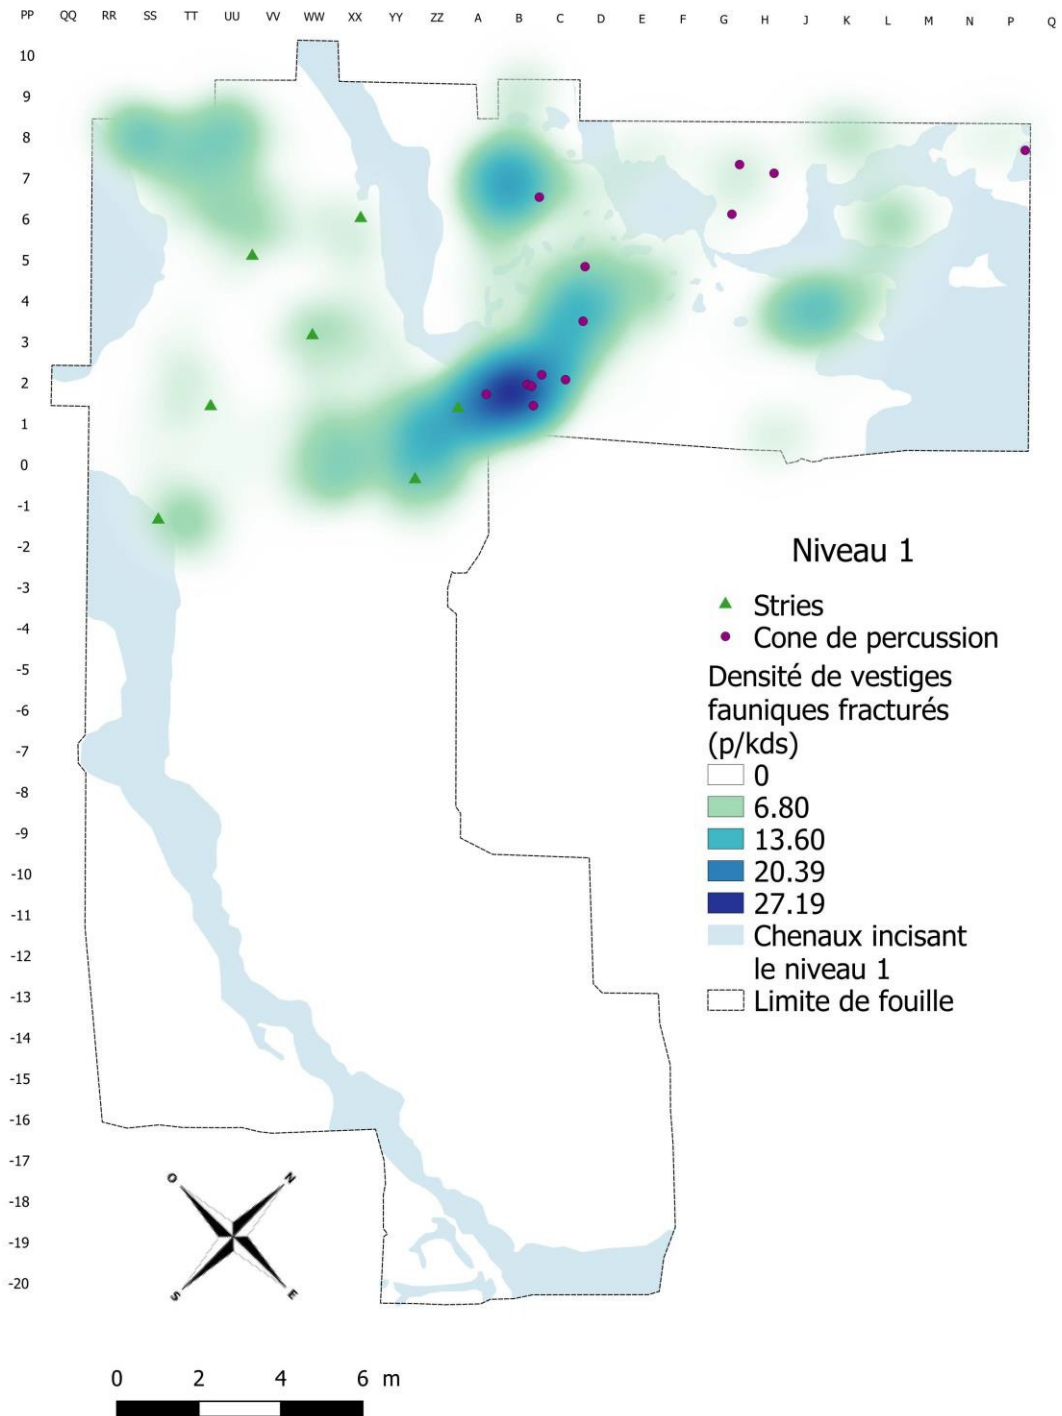 PP QQ RR SS TT UU VV WW XX YY ZZ A B C D E F G H J K L M N P Q
10
9
8
7
6
5
4
3
2
1
0
-1
-2
-3
-4
-5
-6
-7
-8
-9
-10
-11
-12
-13
-14
-15
-16
-17
-18
-19
-20
Niveau 1
Stries
Cone de percussion
Densité de vestiges
fauniques fracturés
(p/kds)
0
6.80
13.60
20.39
27.19
Chenaux incisant
le niveau 1
Limite de fouille
O N
S E
0 2 4 6 m